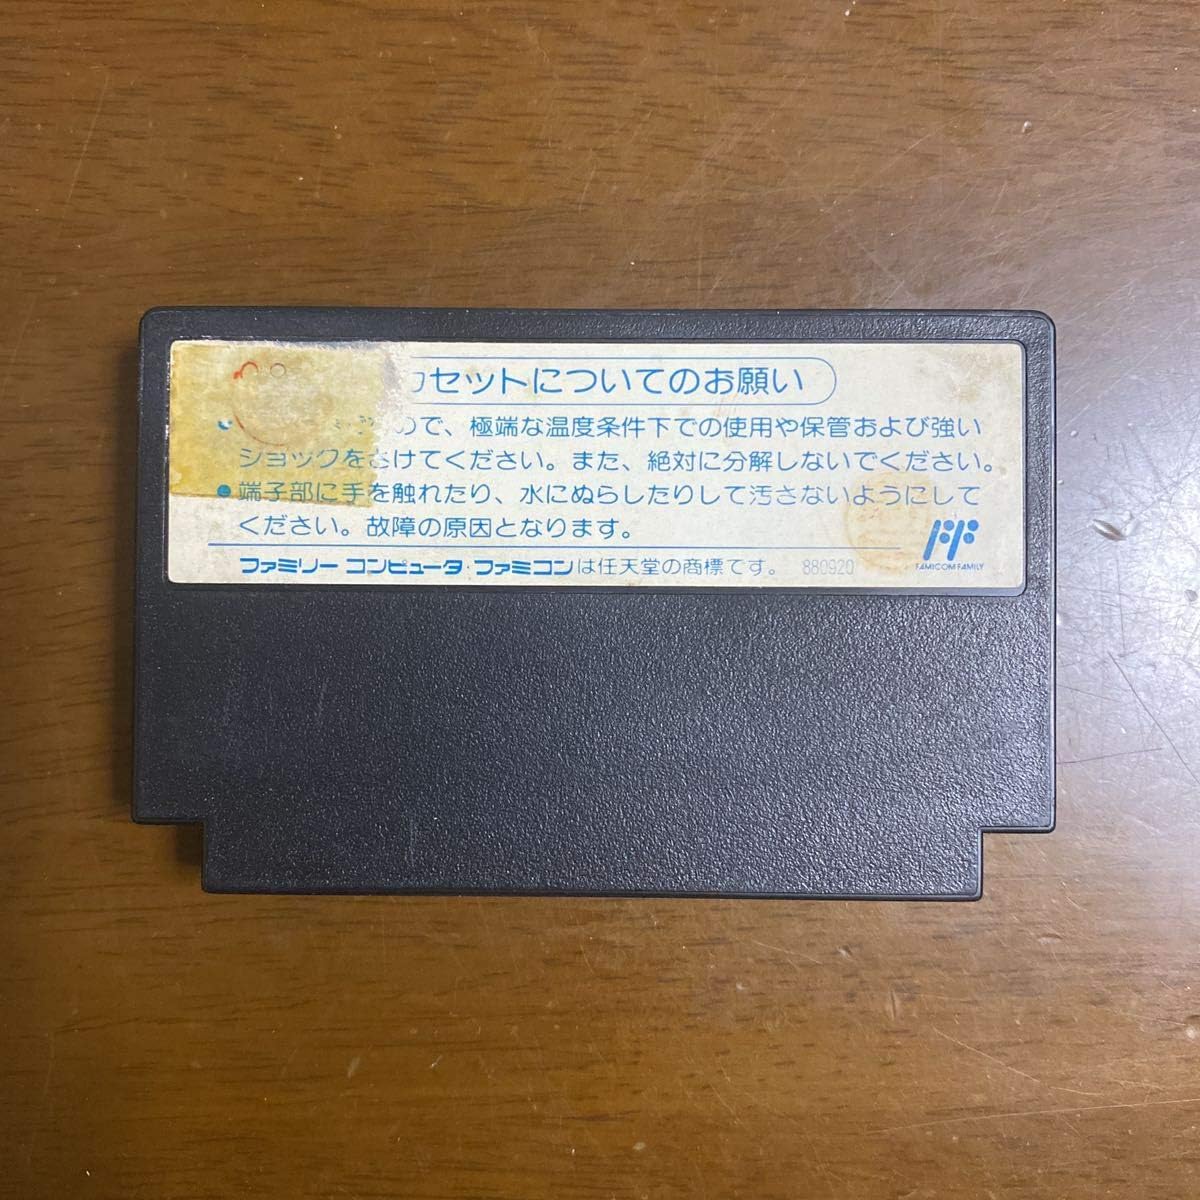 カセットについてのお願い
ので、極端な温度条件下での使用や保管および強い
ショックをさけてください。また、絶対に分解しないでください。
●端子部に手を触れたり、水にぬらしたりして汚さないようにして
ください。故障の原因となります。
ファミリー コンピュータ・ファミコンは任天堂の商標です。 880920
FAMICOM FAMILY